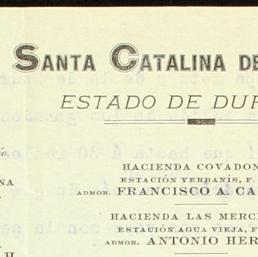 SANTA CATALINA DE
ESTADO DE DUR
HACIENDA COVADON
ESTACIÓN YERBANÍS, F.
ADMOR. FRANCISCO A CA
HACIENDA LAS MERC
ESTACIÓN AGUA VIEJA, F
ADMOR. ANTONIO HER
NA
H